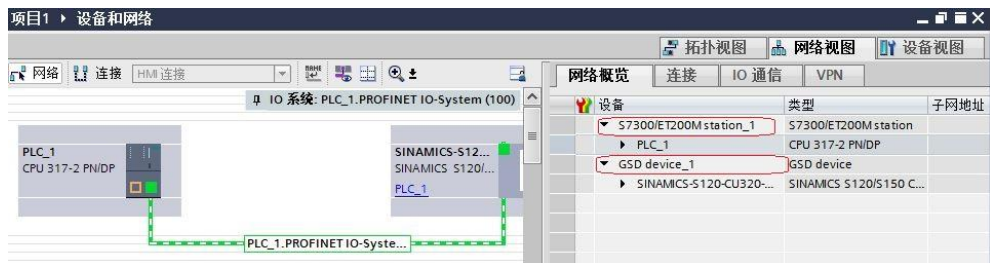 项目1 ▸ 设备和网络
拓扑视图 网络视图 设备视图
网络 连接 HMI 连接
网络概览 连接 IO 通信 VPN
IO 系统: PLC_1.PROFINET IO-System (100)
设备 类型 子网地址
S7300/ET200M station_1 S7300/ET200M station
PLC_1 CPU 317-2 PN/DP
GSD device_1 GSD device
SINAMICS-S120-CU320-... SINAMICS S120/S150 C...
PLC_1
CPU 317-2 PN/DP
SINAMICS-S12...
SINAMICS S120/...
PLC_1
PLC_1.PROFINET IO-Syste...